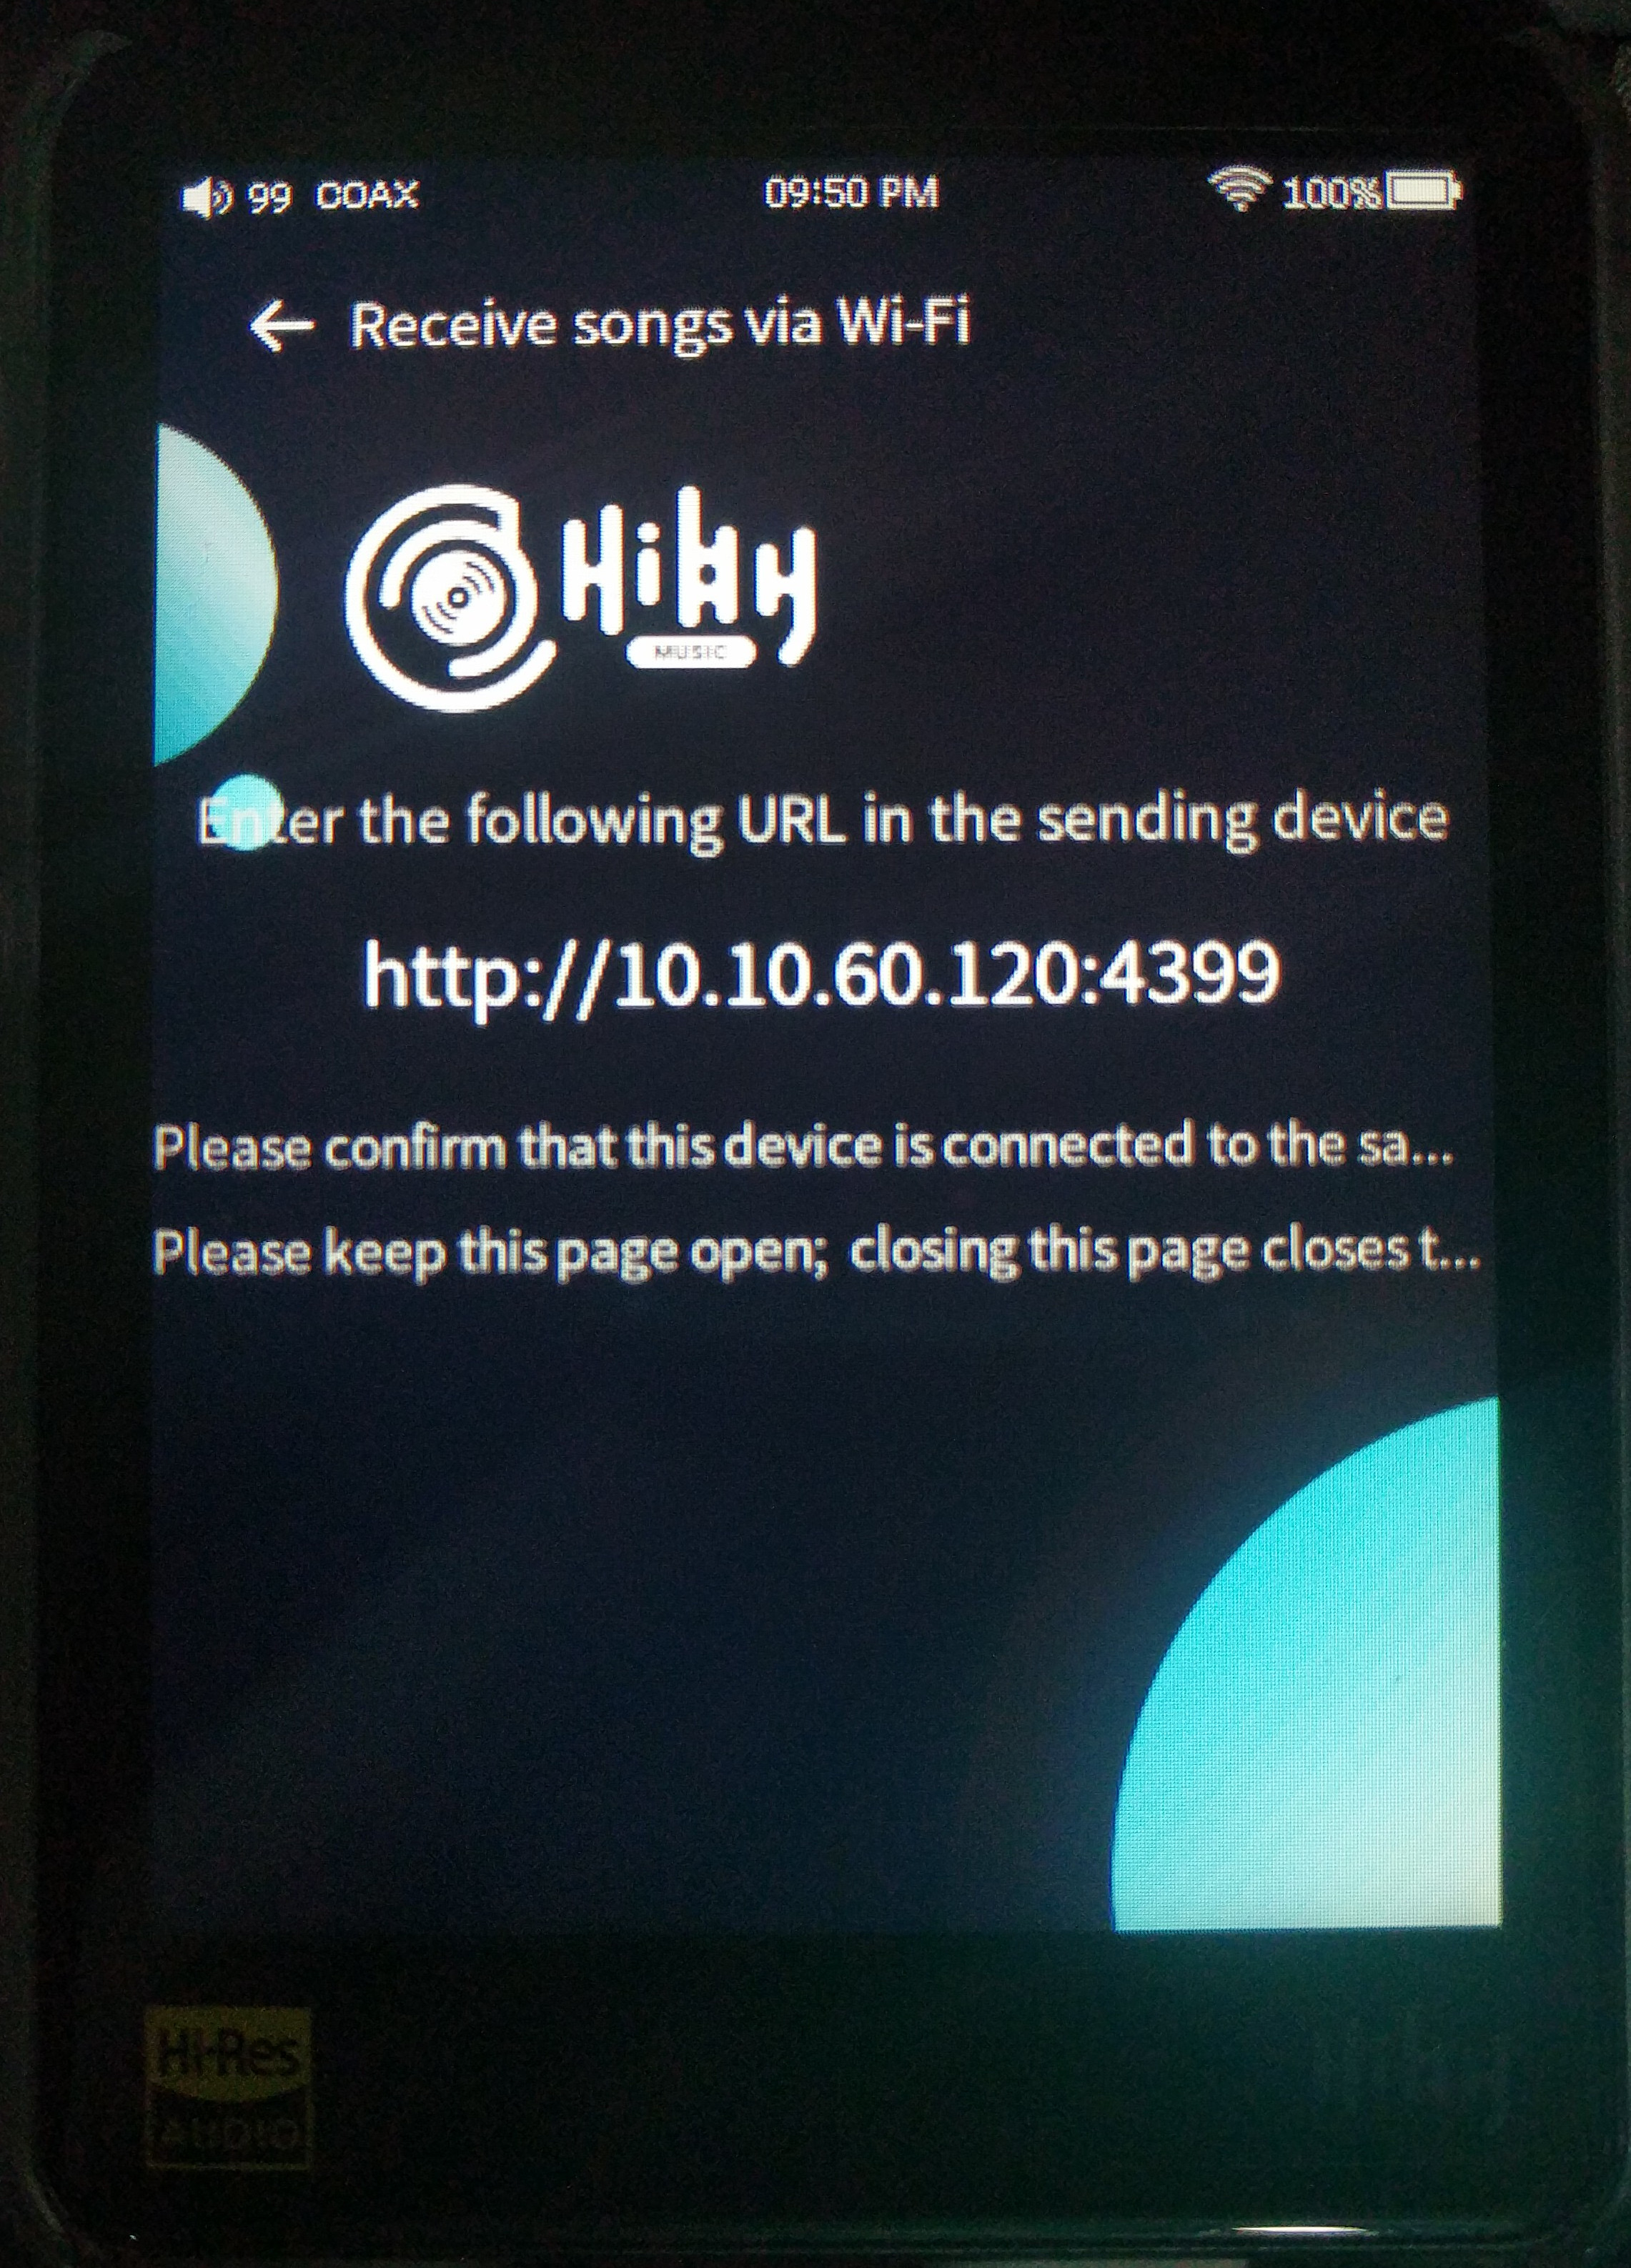 99 COAX 09:50 PM 100%
← Receive songs via Wi-Fi
HiBy
MUSIC
Enter the following URL in the sending device
http://10.10.60.120:4399
Please confirm that this device is connected to the sa...
Please keep this page open; closing this page closes t...
Hi-Res
AUDIO